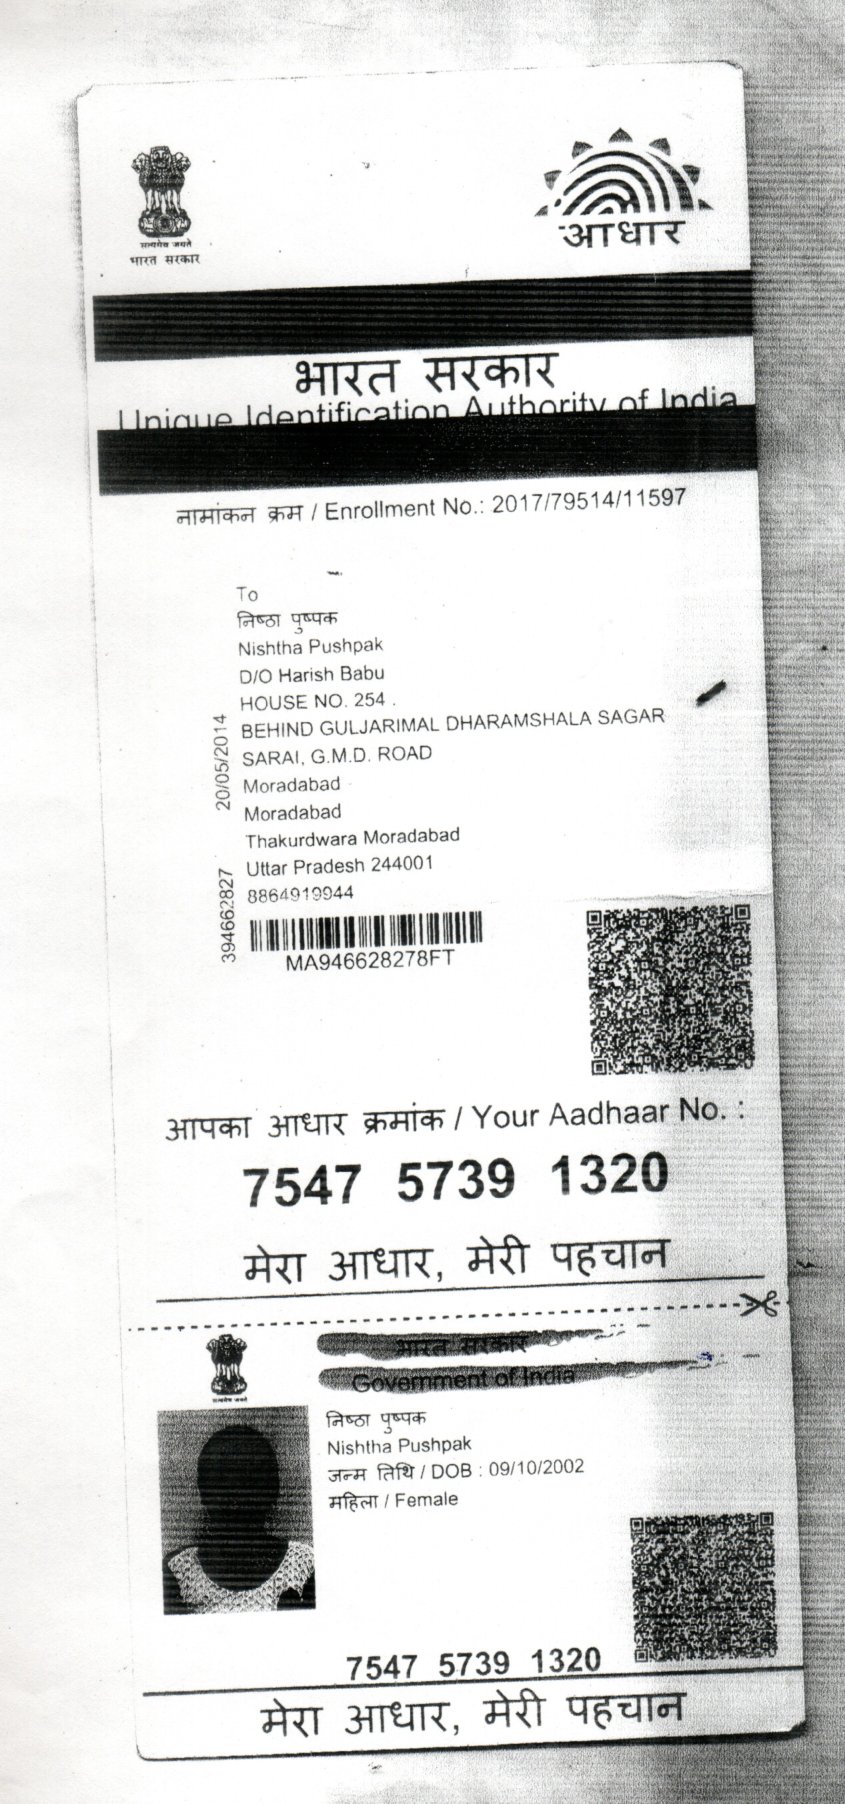 सत्यमेव जयते
भारत सरकार
आधार
भारत सरकार
Unique Identification Authority of India
नामांकन क्रम / Enrollment No.: 2017/79514/11597
To
निष्ठा पुष्पक
Nishtha Pushpak
D/O Harish Babu
HOUSE NO. 254 .
BEHIND GULJARIMAL DHARAMSHALA SAGAR
SARAI, G.M.D. ROAD
Moradabad
Moradabad
Thakurdwara Moradabad
Uttar Pradesh 244001
8864919944
20/05/2014
394662827
MA946628278FT
आपका आधार क्रमांक / Your Aadhaar No. :
7547 5739 1320
मेरा आधार, मेरी पहचान
भारत सरकार
Government of India
सत्यमेव जयते
निष्ठा पुष्पक
Nishtha Pushpak
जन्म तिथि / DOB : 09/10/2002
महिला / Female
7547 5739 1320
मेरा आधार, मेरी पहचान